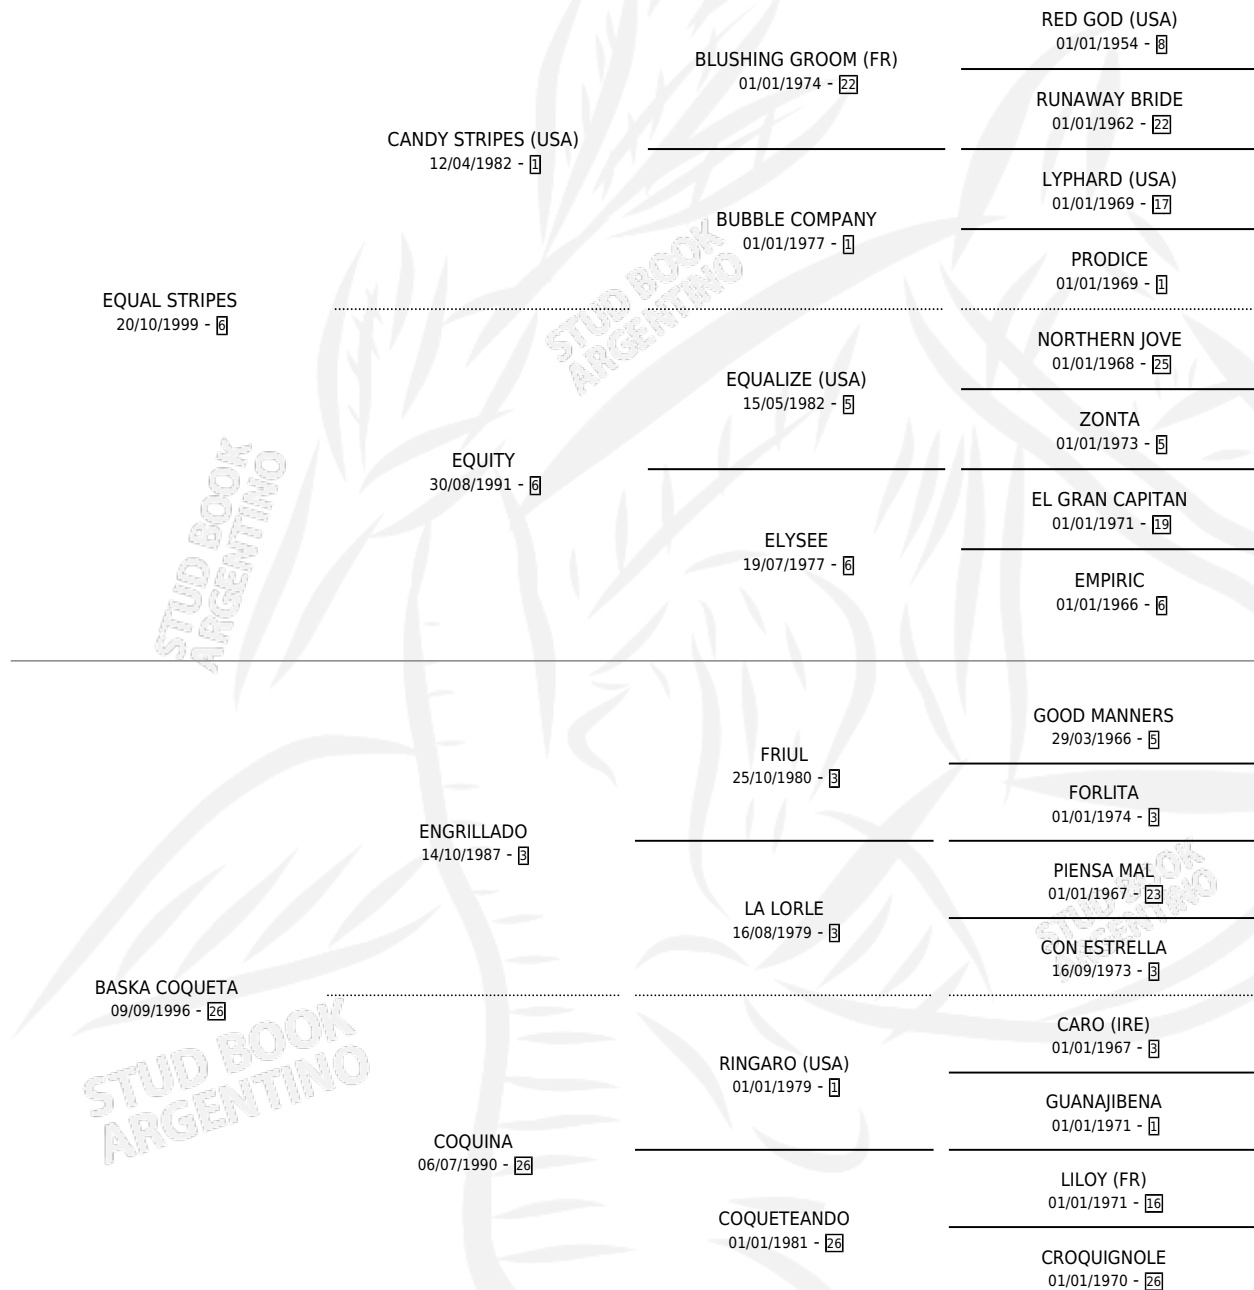 RED GOD (USA)
01/01/1954 - 8
BLUSHING GROOM (FR)
01/01/1974 - 22
RUNAWAY BRIDE
01/01/1962 - 22
CANDY STRIPES (USA)
12/04/1982 - 1
LYPHARD (USA)
01/01/1969 - 17
BUBBLE COMPANY
01/01/1977 - 1
PRODICE
01/01/1969 - 1
EQUAL STRIPES
20/10/1999 - 6
STUD BOOK
ARGENTINO
NORTHERN JOVE
01/01/1968 - 25
EQUALIZE (USA)
15/05/1982 - 5
ZONTA
01/01/1973 - 5
EQUITY
30/08/1991 - 6
EL GRAN CAPITAN
01/01/1971 - 19
ELYSEE
19/07/1977 - 6
EMPIRIC
01/01/1966 - 6
STUD BOOK
ARGENTINO
GOOD MANNERS
29/03/1966 - 5
FRIUL
25/10/1980 - 3
FORLITA
01/01/1974 - 3
ENGRILLADO
14/10/1987 - 3
PIENSA MAL
01/01/1967 - 23
LA LORLE
16/08/1979 - 3
CON ESTRELLA
16/09/1973 - 3
STUD BOOK
ARGENTINO
BASKA COQUETA
09/09/1996 - 26
CARO (IRE)
01/01/1967 - 3
RINGARO (USA)
01/01/1979 - 1
GUANAJIBENA
01/01/1971 - 1
STUD BOOK
ARGENTINO
COQUINA
06/07/1990 - 26
LILOY (FR)
01/01/1971 - 16
COQUETEANDO
01/01/1981 - 26
CROQUIGNOLE
01/01/1970 - 26